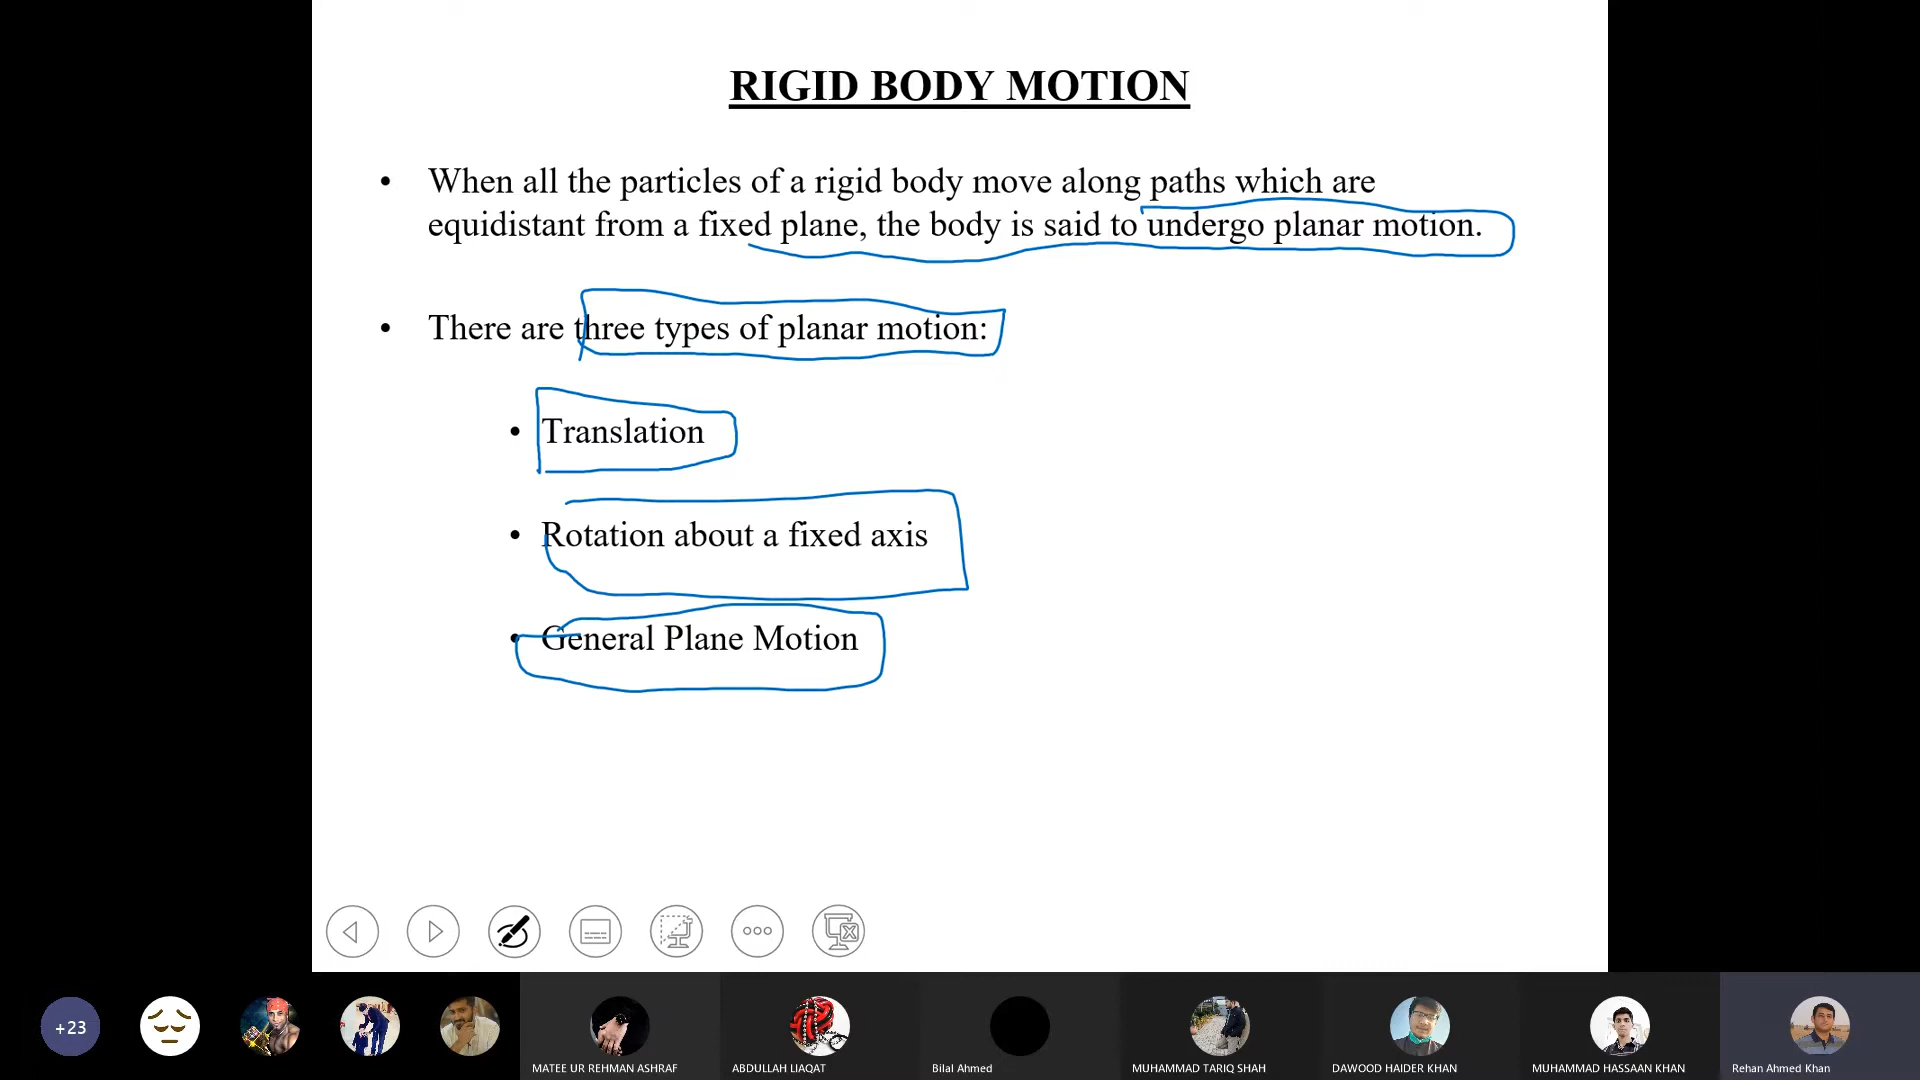 RIGID BODY MOTION
• When all the particles of a rigid body move along paths which are
equidistant from a fixed plane, the body is said to undergo planar motion.
• There are three types of planar motion:
• Translation
• Rotation about a fixed axis
• General Plane Motion
+23
MATEE UR REHMAN ASHRAF
ABDULLAH LIAQAT
Bilal Ahmed
MUHAMMAD TARIQ SHAH
DAWOOD HAIDER KHAN
MUHAMMAD HASSAAN KHAN
Rehan Ahmed Khan